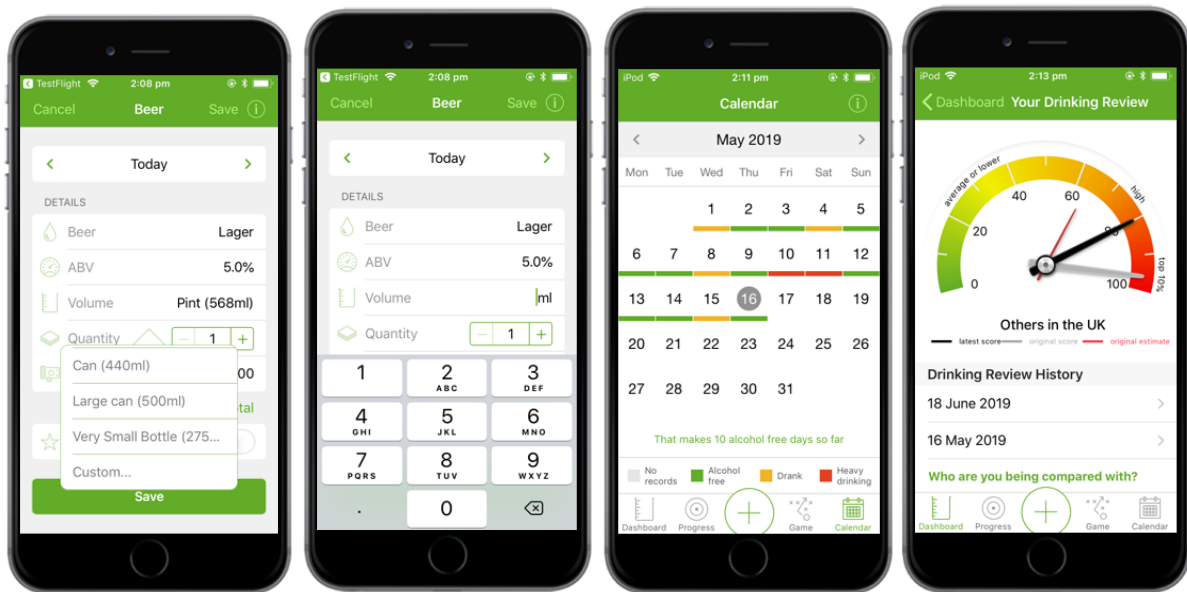 TestFlight 2:08 pm
Cancel Beer Save i
Today
DETAILS
Beer Lager
ABV 5.0%
Volume Pint (568ml)
Quantity 1
Can (440ml)
00
Large can (500ml)
tal
Very Small Bottle (275...
Custom...
Save
TestFlight 2:08 pm
Cancel Beer Save i
Today
DETAILS
Beer Lager
ABV 5.0%
Volume ml
Quantity 1
1 2 3
ABC DEF
4 5 6
GHI JKL MNO
7 8 9
PQRS TUV WXYZ
. 0
iPod 2:11 pm
Calendar i
May 2019
Mon Tue Wed Thu Fri Sat Sun
1 2 3 4 5
6 7 8 9 10 11 12
13 14 15 16 17 18 19
20 21 22 23 24 25 26
27 28 29 30 31
That makes 10 alcohol free days so far
No records
Alcohol free
Drank
Heavy drinking
Dashboard Progress Game Calendar
iPod 2:13 pm
Dashboard Your Drinking Review
average or lower
high
top 10%
0 20 40 60 80 100
Others in the UK
latest score original score original estimate
Drinking Review History
18 June 2019
16 May 2019
Who are you being compared with?
Dashboard Progress Game Calendar